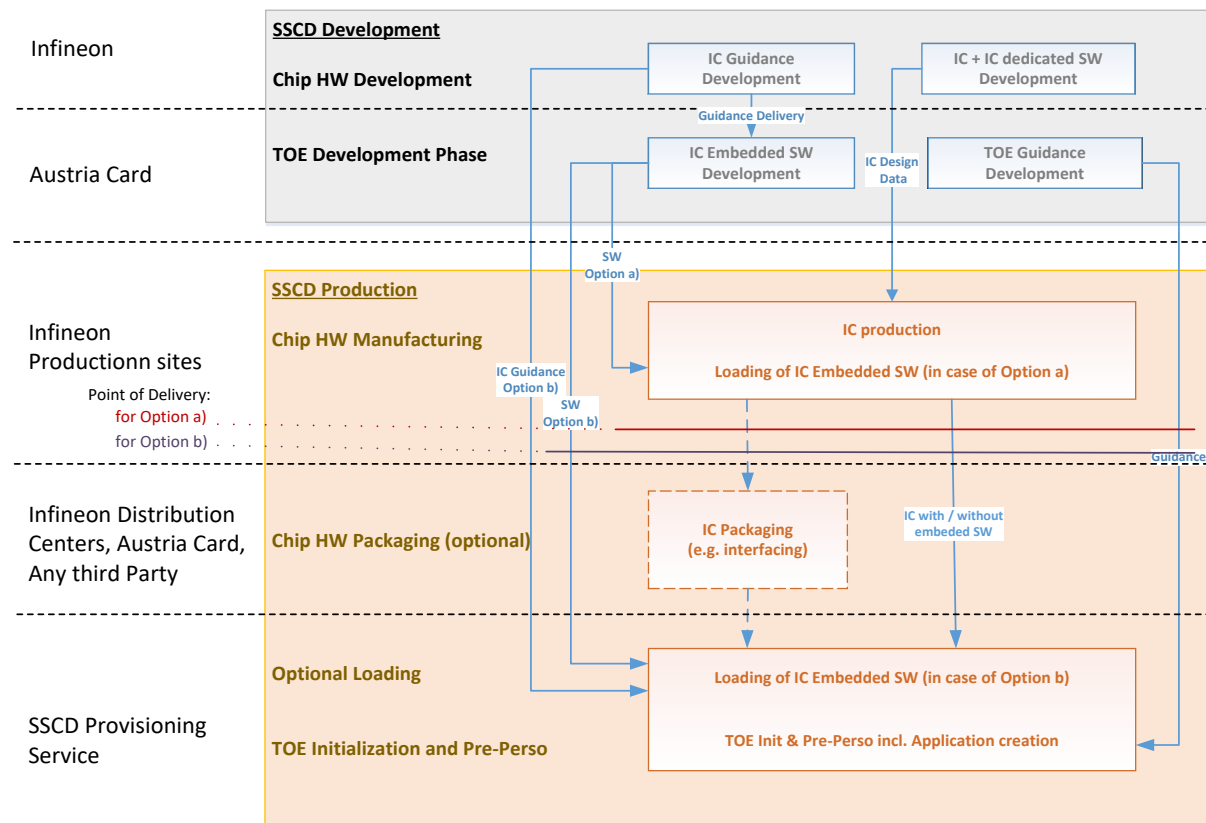 Infineon
SSCD Development
Chip HW Development
IC Guidance
Development
IC + IC dedicated SW
Development
Guidance Delivery
Austria Card
TOE Development Phase
IC Embedded SW
Development
IC Design
Data
TOE Guidance
Development
SW
Option a)
SSCD Production
Infineon
Productionn sites
Chip HW Manufacturing
IC production
Loading of IC Embedded SW (in case of Option a)
Point of Delivery:
for Option a)
for Option b)
IC Guidance
Option b)
SW
Option b)
Guidance
Infineon Distribution
Centers, Austria Card,
Any third Party
Chip HW Packaging (optional)
IC Packaging
(e.g. interfacing)
IC with / without
embeded SW
SSCD Provisioning
Service
Optional Loading
Loading of IC Embedded SW (in case of Option b)
TOE Initialization and Pre-Perso
TOE Init & Pre-Perso incl. Application creation